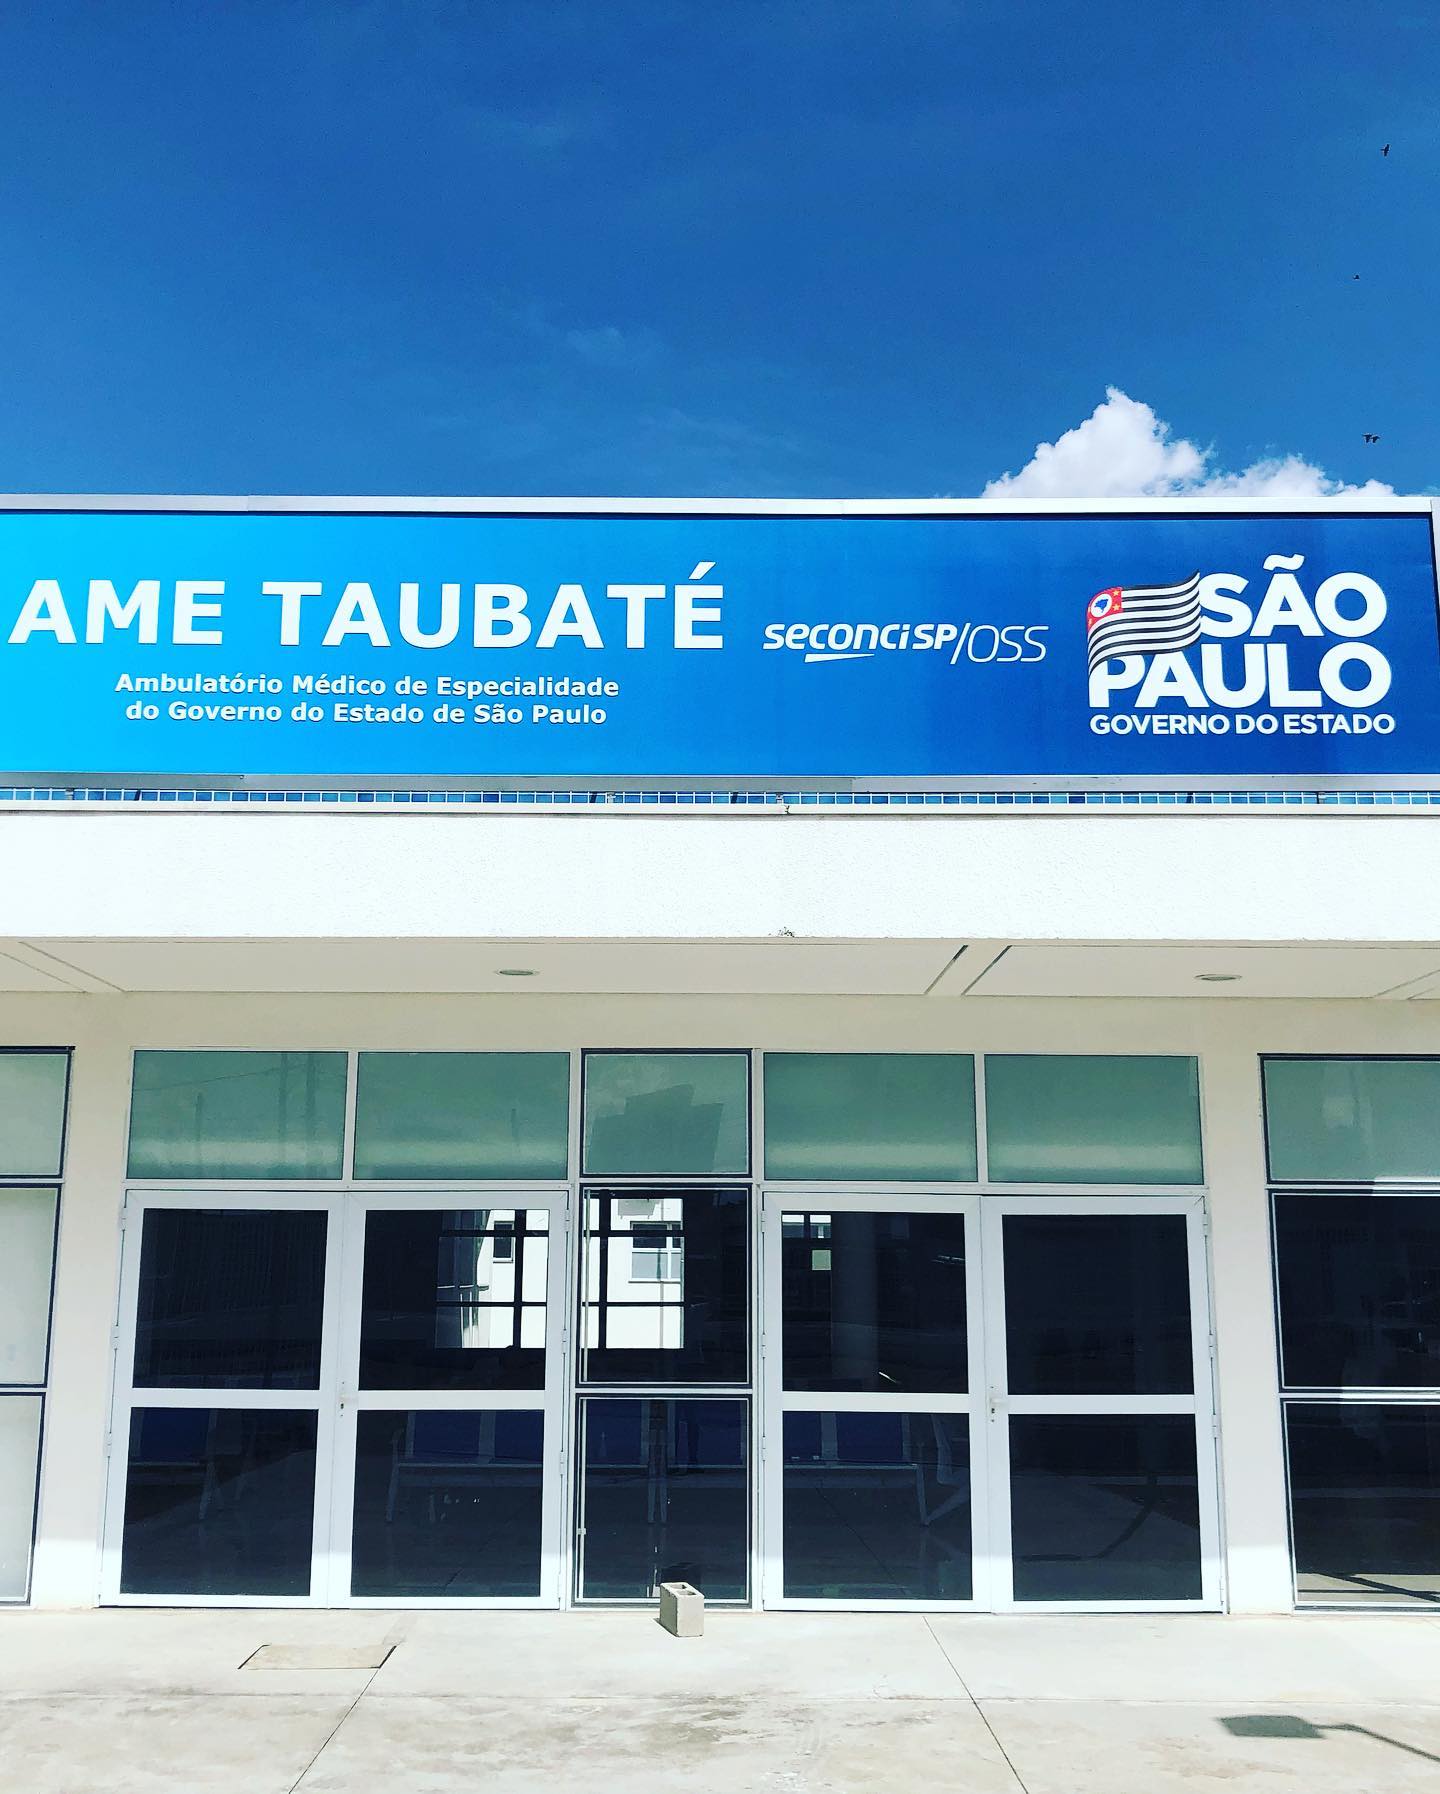 AME TAUBATÉ
Ambulatório Médico de Especialidade
do Governo do Estado de São Paulo
seconcisp/OSS
SÃO
PAULO
GOVERNO DO ESTADO